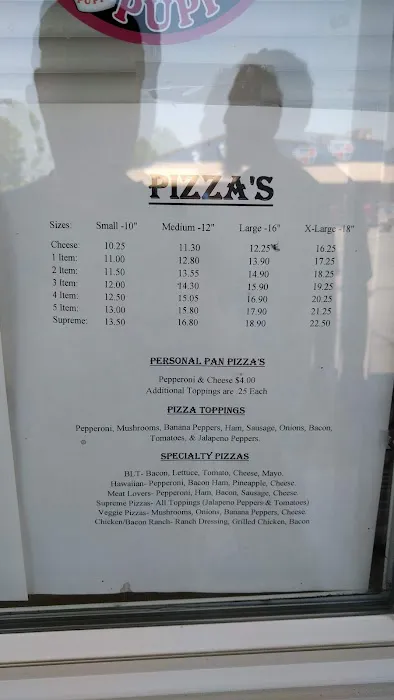 PUPI
PIZZA'S
Sizes: Small -10" Medium -12" Large -16" X-Large -18"
Cheese: 10.25 11.30 12.25 16.25
1 Item: 11.00 12.80 13.90 17.25
2 Item: 11.50 13.55 14.90 18.25
3 Item: 12.00 14.30 15.90 19.25
4 Item: 12.50 15.05 16.90 20.25
5 Item: 13.00 15.80 17.90 21.25
Supreme: 13.50 16.80 18.90 22.50
PERSONAL PAN PIZZA'S
Pepperoni & Cheese $4.00
Additional Toppings are .25 Each
PIZZA TOPPINGS
Pepperoni, Mushrooms, Banana Peppers, Ham, Sausage, Onions, Bacon,
Tomatoes, & Jalapeno Peppers.
SPECIALTY PIZZAS
BLT- Bacon, Lettuce, Tomato, Cheese, Mayo.
Hawaiian- Pepperoni, Bacon Ham, Pineapple, Cheese.
Meat Lovers- Pepperoni, Ham, Bacon, Sausage, Cheese
Supreme Pizzas- All Toppings (Jalapeno Peppers & Tomatoes)
Veggie Pizzas- Mushrooms, Onions, Banana Peppers, Cheese
Chicken/Bacon Ranch- Ranch Dressing, Grilled Chicken, Bacon